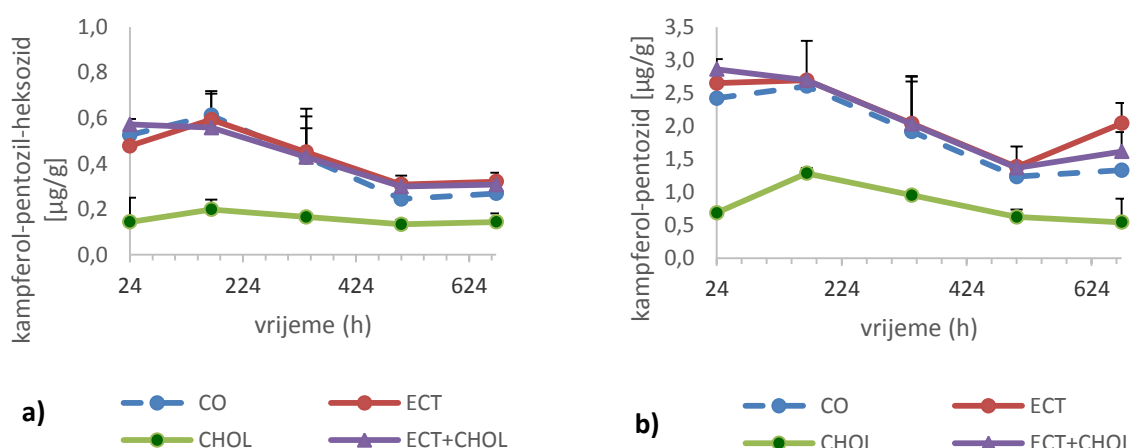 kampferol-pentozil-heksozid
[µg/g]
1,0
0,8
0,6
0,4
0,2
0,0
24
224
424
624
vrijeme (h)
a)
CO
ECT
CHOL
ECT+CHOL
kampferol-pentozid [µg/g]
3,5
3,0
2,5
2,0
1,5
1,0
0,5
0,0
24
224
424
624
vrijeme (h)
b)
CO
ECT
CHOL
ECT+CHOL